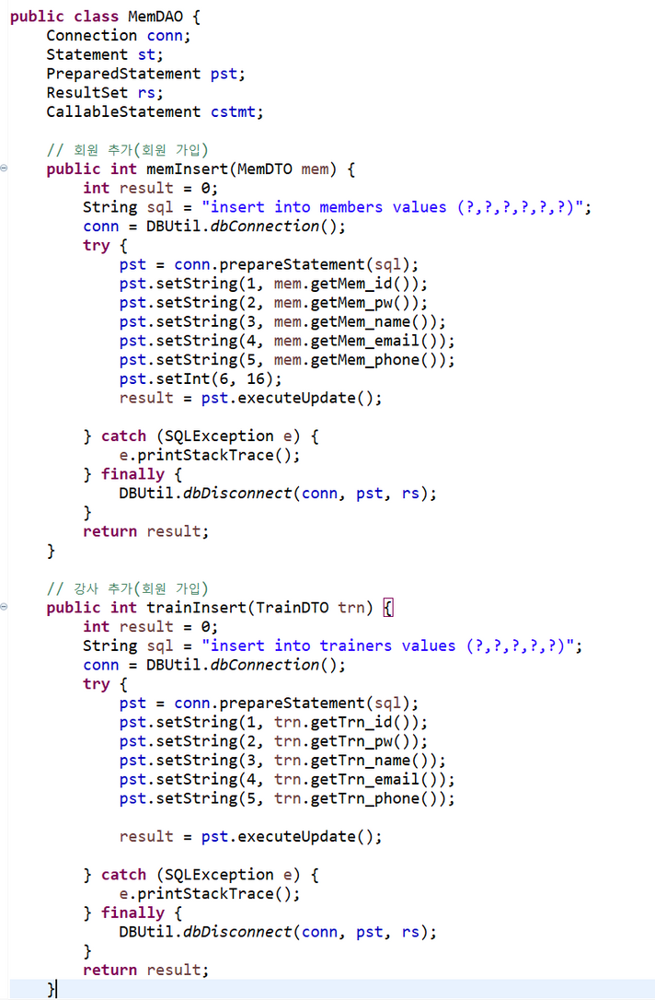 public class MemDAO {
Connection conn;
Statement st;
PreparedStatement pst;
ResultSet rs;
CallableStatement cstmt;
// 회원 추가(회원 가입)
public int memInsert(MemDTO mem) {
int result = 0;
String sql = "insert into members values (?,?,?,?,?,?)";
conn = DBUtil.dbConnection();
try {
pst = conn.prepareStatement(sql);
pst.setString(1, mem.getMem_id());
pst.setString(2, mem.getMem_pw());
pst.setString(3, mem.getMem_name());
pst.setString(4, mem.getMem_email());
pst.setString(5, mem.getMem_phone());
pst.setInt(6, 16);
result = pst.executeUpdate();
} catch (SQLException e) {
e.printStackTrace();
} finally {
DBUtil.dbDisconnect(conn, pst, rs);
}
return result;
}
// 강사 추가(회원 가입)
public int trainInsert(TrainDTO trn) {
int result = 0;
String sql = "insert into trainers values (?,?,?,?,?)";
conn = DBUtil.dbConnection();
try {
pst = conn.prepareStatement(sql);
pst.setString(1, trn.getTrn_id());
pst.setString(2, trn.getTrn_pw());
pst.setString(3, trn.getTrn_name());
pst.setString(4, trn.getTrn_email());
pst.setString(5, trn.getTrn_phone());
result = pst.executeUpdate();
} catch (SQLException e) {
e.printStackTrace();
} finally {
DBUtil.dbDisconnect(conn, pst, rs);
}
return result;
}